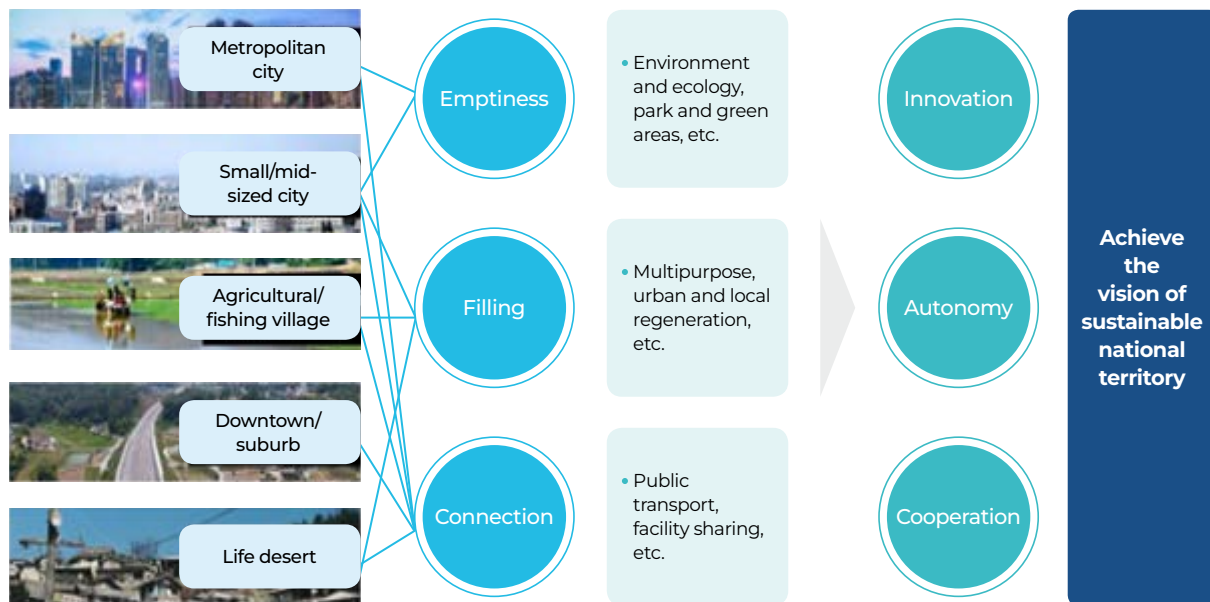 Metropolitan
city
Small/mid-
sized city
Agricultural/
fishing village
Downtown/
suburb
Life desert
Emptiness
Filling
Connection
• Environment
and ecology,
park and green
areas, etc.
• Multipurpose,
urban and local
regeneration,
etc.
• Public
transport,
facility sharing,
etc.
Innovation
Autonomy
Cooperation
Achieve
the
vision of
sustainable
national
territory